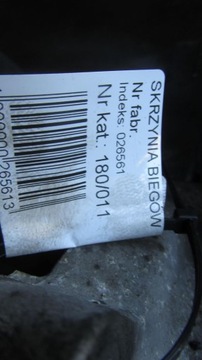 SKRZYNIA BIEGÓW
Nr fabr.
Indeks: 026561
Nr kat.: 180/011